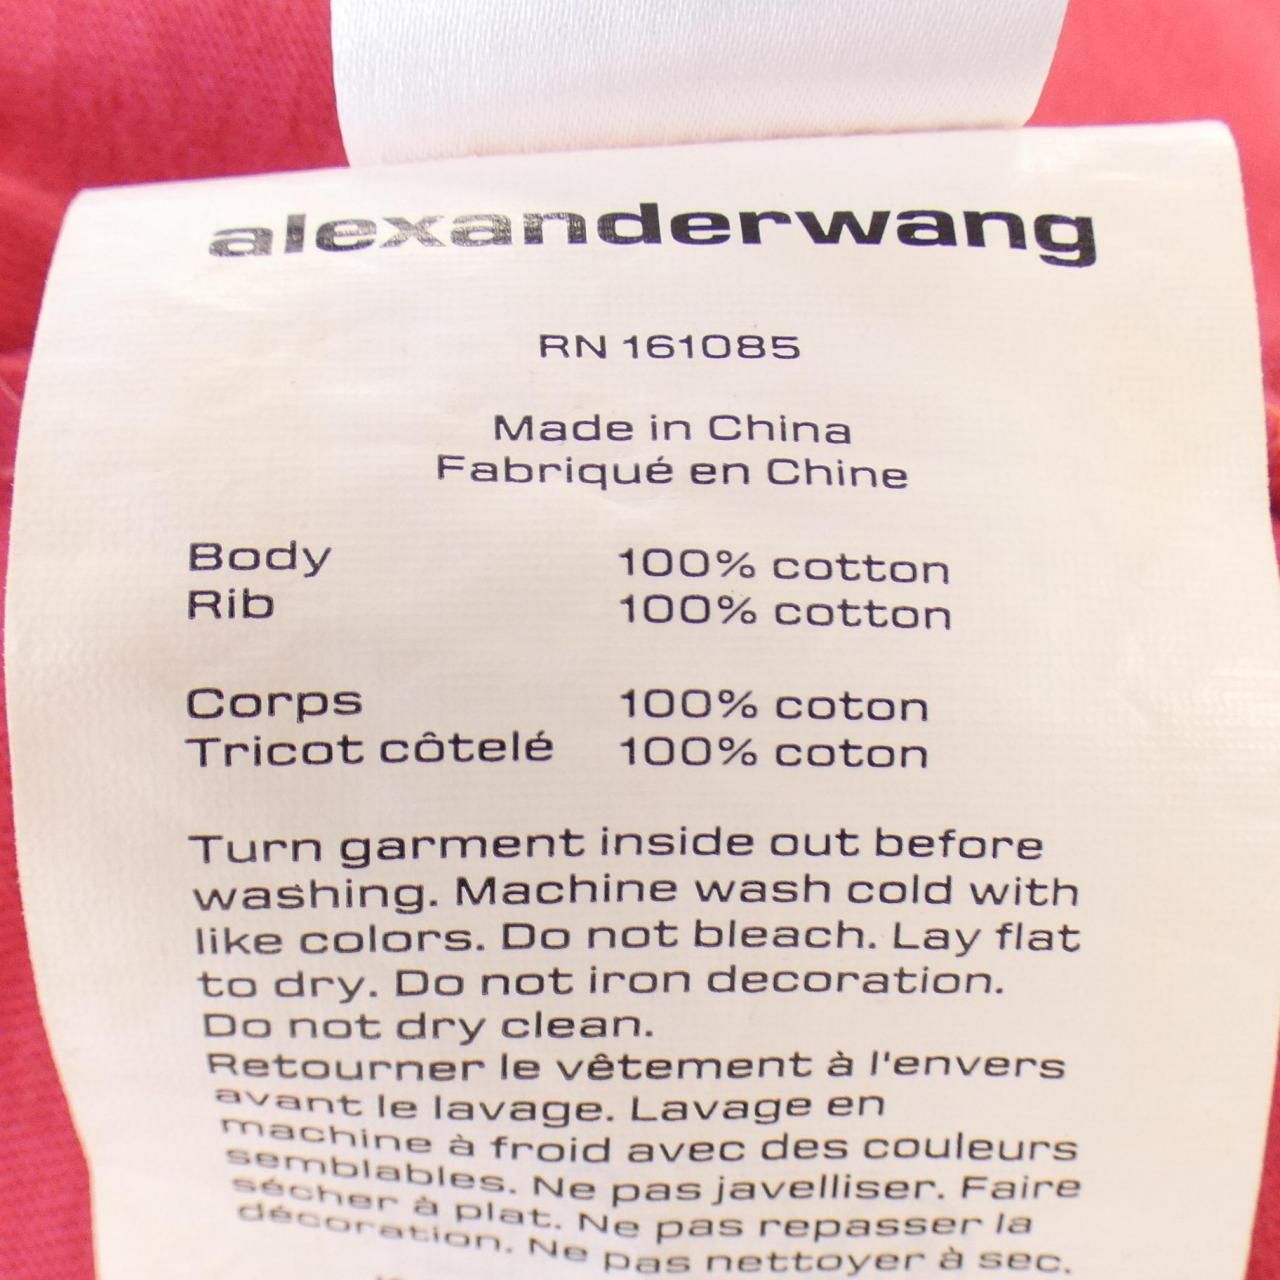 alexanderwang
RN 161085
Made in China
Fabriqué en Chine
Body 100% cotton
Rib 100% cotton
Corps 100% coton
Tricot côtelé 100% coton
Turn garment inside out before
washing. Machine wash cold with
like colors. Do not bleach. Lay flat
to dry. Do not iron decoration.
Do not dry clean.
Retourner le vêtement à l'envers
avant le lavage. Lavage en
machine à froid avec des couleurs
semblables. Ne pas javelliser. Faire
sécher à plat. Ne pas repasser la
décoration. Ne pas nettoyer à sec.